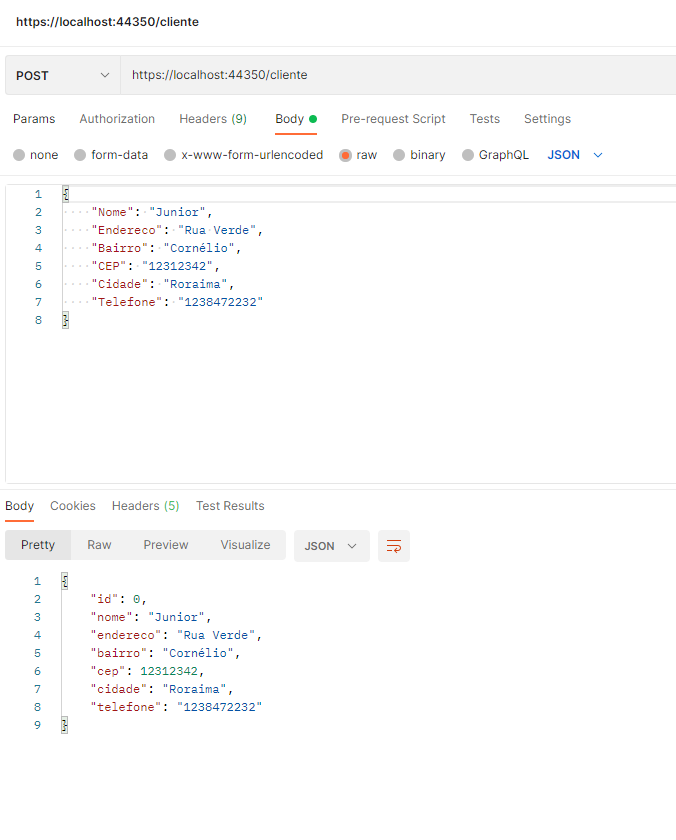 https://localhost:44350/cliente
POST https://localhost:44350/cliente
Params Authorization Headers (9) Body Pre-request Script Tests Settings
none form-data x-www-form-urlencoded raw binary GraphQL JSON
1 {
2 ····"Nome":·"Junior",
3 ····"Endereco":·"Rua·Verde",
4 ····"Bairro":·"Cornélio",
5 ····"CEP":·"12312342",
6 ····"Cidade":·"Roraima",
7 ····"Telefone":·"1238472232"
8 }
Body Cookies Headers (5) Test Results
Pretty Raw Preview Visualize JSON
1 {
2 "id": 0,
3 "nome": "Junior",
4 "endereco": "Rua Verde",
5 "bairro": "Cornélio",
6 "cep": 12312342,
7 "cidade": "Roraima",
8 "telefone": "1238472232"
9 }